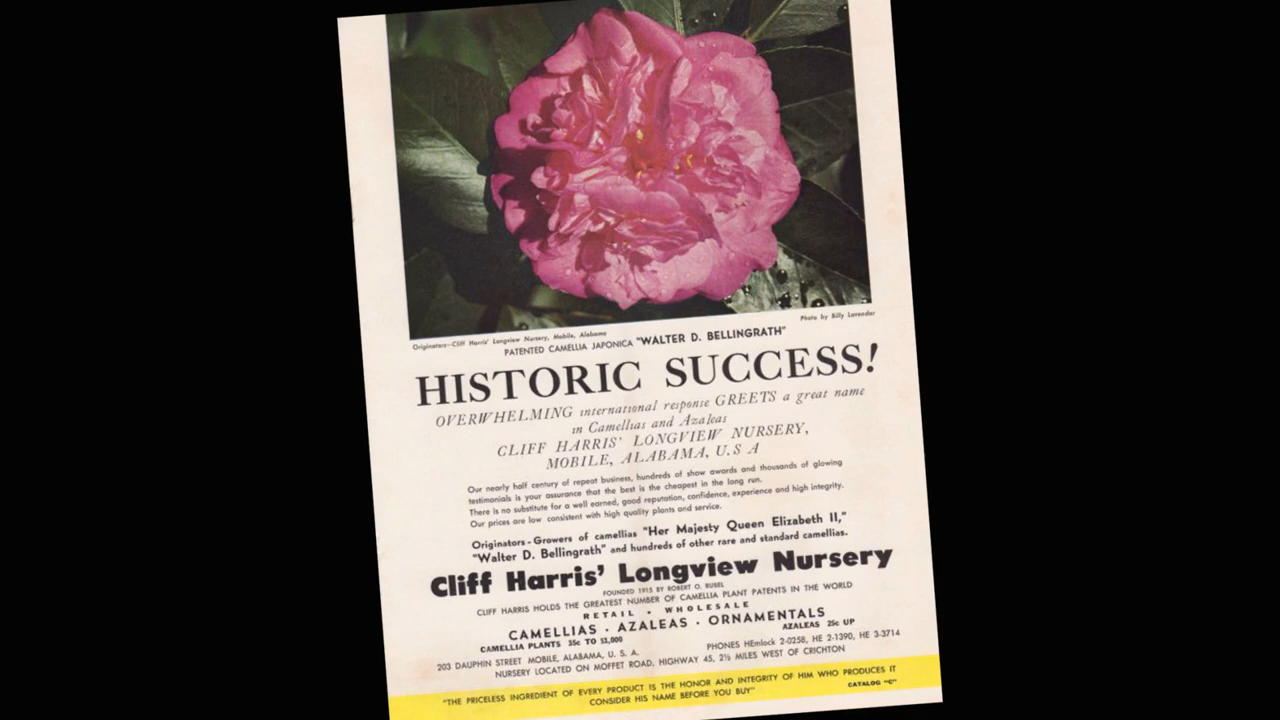 Originators—Cliff Harris' Longview Nursery, Mobile, Alabama
Photo by Billy Lavender
PATENTED CAMELLIA JAPONICA "WALTER D. BELLINGRATH"
HISTORIC SUCCESS!
OVERWHELMING international response GREETS a great name
in Camellias and Azaleas
CLIFF HARRIS' LONGVIEW NURSERY,
MOBILE, ALABAMA, U.S A
Our nearly half century of repeat business, hundreds of show awards and thousands of glowing
testimonials is your assurance that the best is the cheapest in the long run.
There is no substitute for a well earned, good reputation, confidence, experience and high integrity.
Our prices are low consistent with high quality plants and service.
Originators-Growers of camellias "Her Majesty Queen Elizabeth II,"
"Walter D. Bellingrath" and hundreds of other rare and standard camellias.
Cliff Harris' Longview Nursery
FOUNDED 1915 BY ROBERT O. RUBEL
CLIFF HARRIS HOLDS THE GREATEST NUMBER OF CAMELLIA PLANT PATENTS IN THE WORLD
RETAIL • WHOLESALE
CAMELLIAS • AZALEAS • ORNAMENTALS
CAMELLIA PLANTS 35c TO $1,000
AZALEAS 25c UP
203 DAUPHIN STREET MOBILE, ALABAMA, U. S. A.
PHONES HEmlock 2-0258, HE 2-1390, HE 3-3714
NURSERY LOCATED ON MOFFET ROAD, HIGHWAY 45, 2½ MILES WEST OF CRICHTON
"THE PRICELESS INGREDIENT OF EVERY PRODUCT IS THE HONOR AND INTEGRITY OF HIM WHO PRODUCES IT
CONSIDER HIS NAME BEFORE YOU BUY"
CATALOG "C"